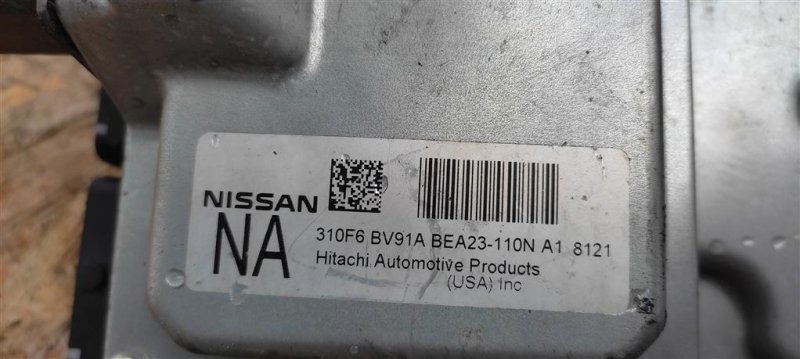 NISSAN
NA
310F6 BV91A BEA23-110N A1 8121
Hitachi Automotive Products
(USA) Inc